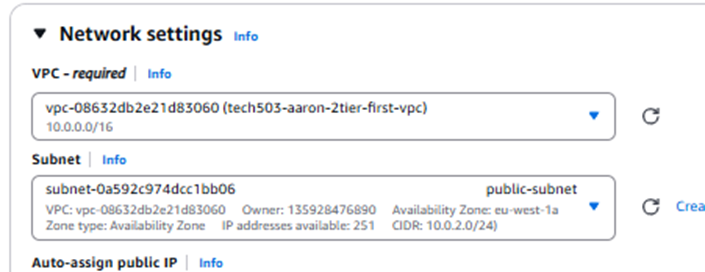 Network settings Info
VPC - required Info
vpc-08632db2e21d83060 (tech503-aaron-2tier-first-vpc)
10.0.0.0/16
Subnet Info
subnet-0a592c974dcc1bb06 public-subnet
VPC: vpc-08632db2e21d83060 Owner: 135928476890 Availability Zone: eu-west-1a
Zone type: Availability Zone IP addresses available: 251 CIDR: 10.0.2.0/24)
Crea
Auto-assign public IP Info